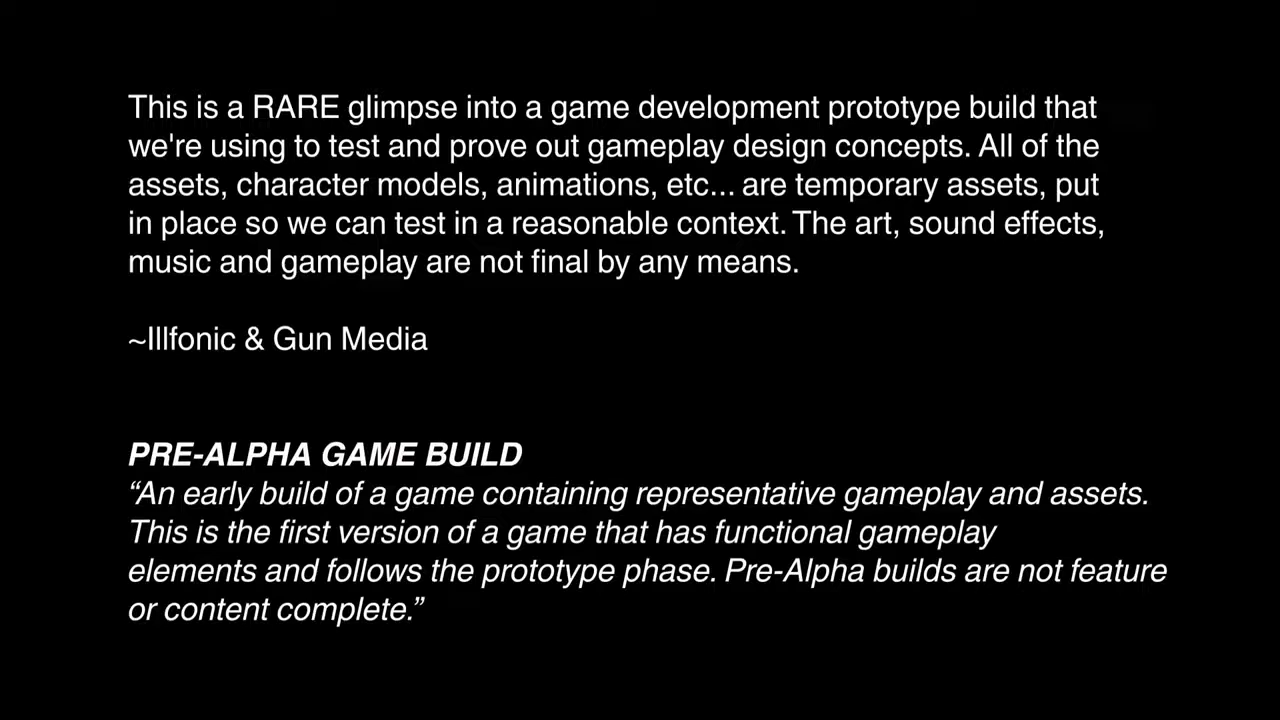 This is a RARE glimpse into a game development prototype build that
we're using to test and prove out gameplay design concepts. All of the
assets, character models, animations, etc... are temporary assets, put
in place so we can test in a reasonable context. The art, sound effects,
music and gameplay are not final by any means.
~Illfonic & Gun Media
PRE-ALPHA GAME BUILD
“An early build of a game containing representative gameplay and assets.
This is the first version of a game that has functional gameplay
elements and follows the prototype phase. Pre-Alpha builds are not feature
or content complete.”